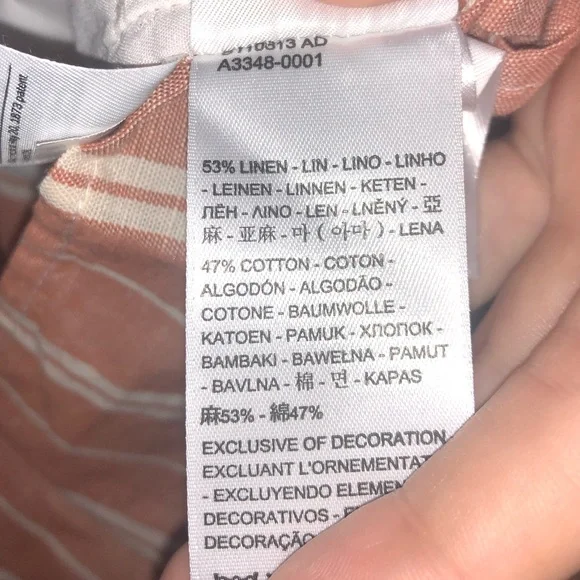 A3348-0001
53% LINEN - LIN - LINO - LINHO
- LEINEN - LINNEN - KETEN -
ЛЁН - ΛΙΝΟ - LEN - LNĚNÝ - 亞
麻 - 亚麻 - 마 ( 아마 ) - LENA
47% COTTON - COTON -
ALGODÓN - ALGODÃO -
COTONE - BAUMWOLLE -
KATOEN - PAMUK - ХЛОПОК -
BAMBAKI - BAWEŁNA - PAMUT
- BAVLNA - 棉 - 면 - KAPAS
麻53% - 綿47%
EXCLUSIVE OF DECORATION
EXCLUANT L'ORNEMENTAT
- EXCLUYENDO ELEMEN
DECORATIVOS -
DECORAÇÃO
1873 patent